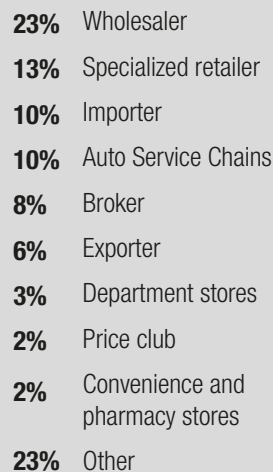 23% Wholesaler
13% Specialized retailer
10% Importer
10% Auto Service Chains
8% Broker
6% Exporter
3% Department stores
2% Price club
2% Convenience and
pharmacy stores
23% Other